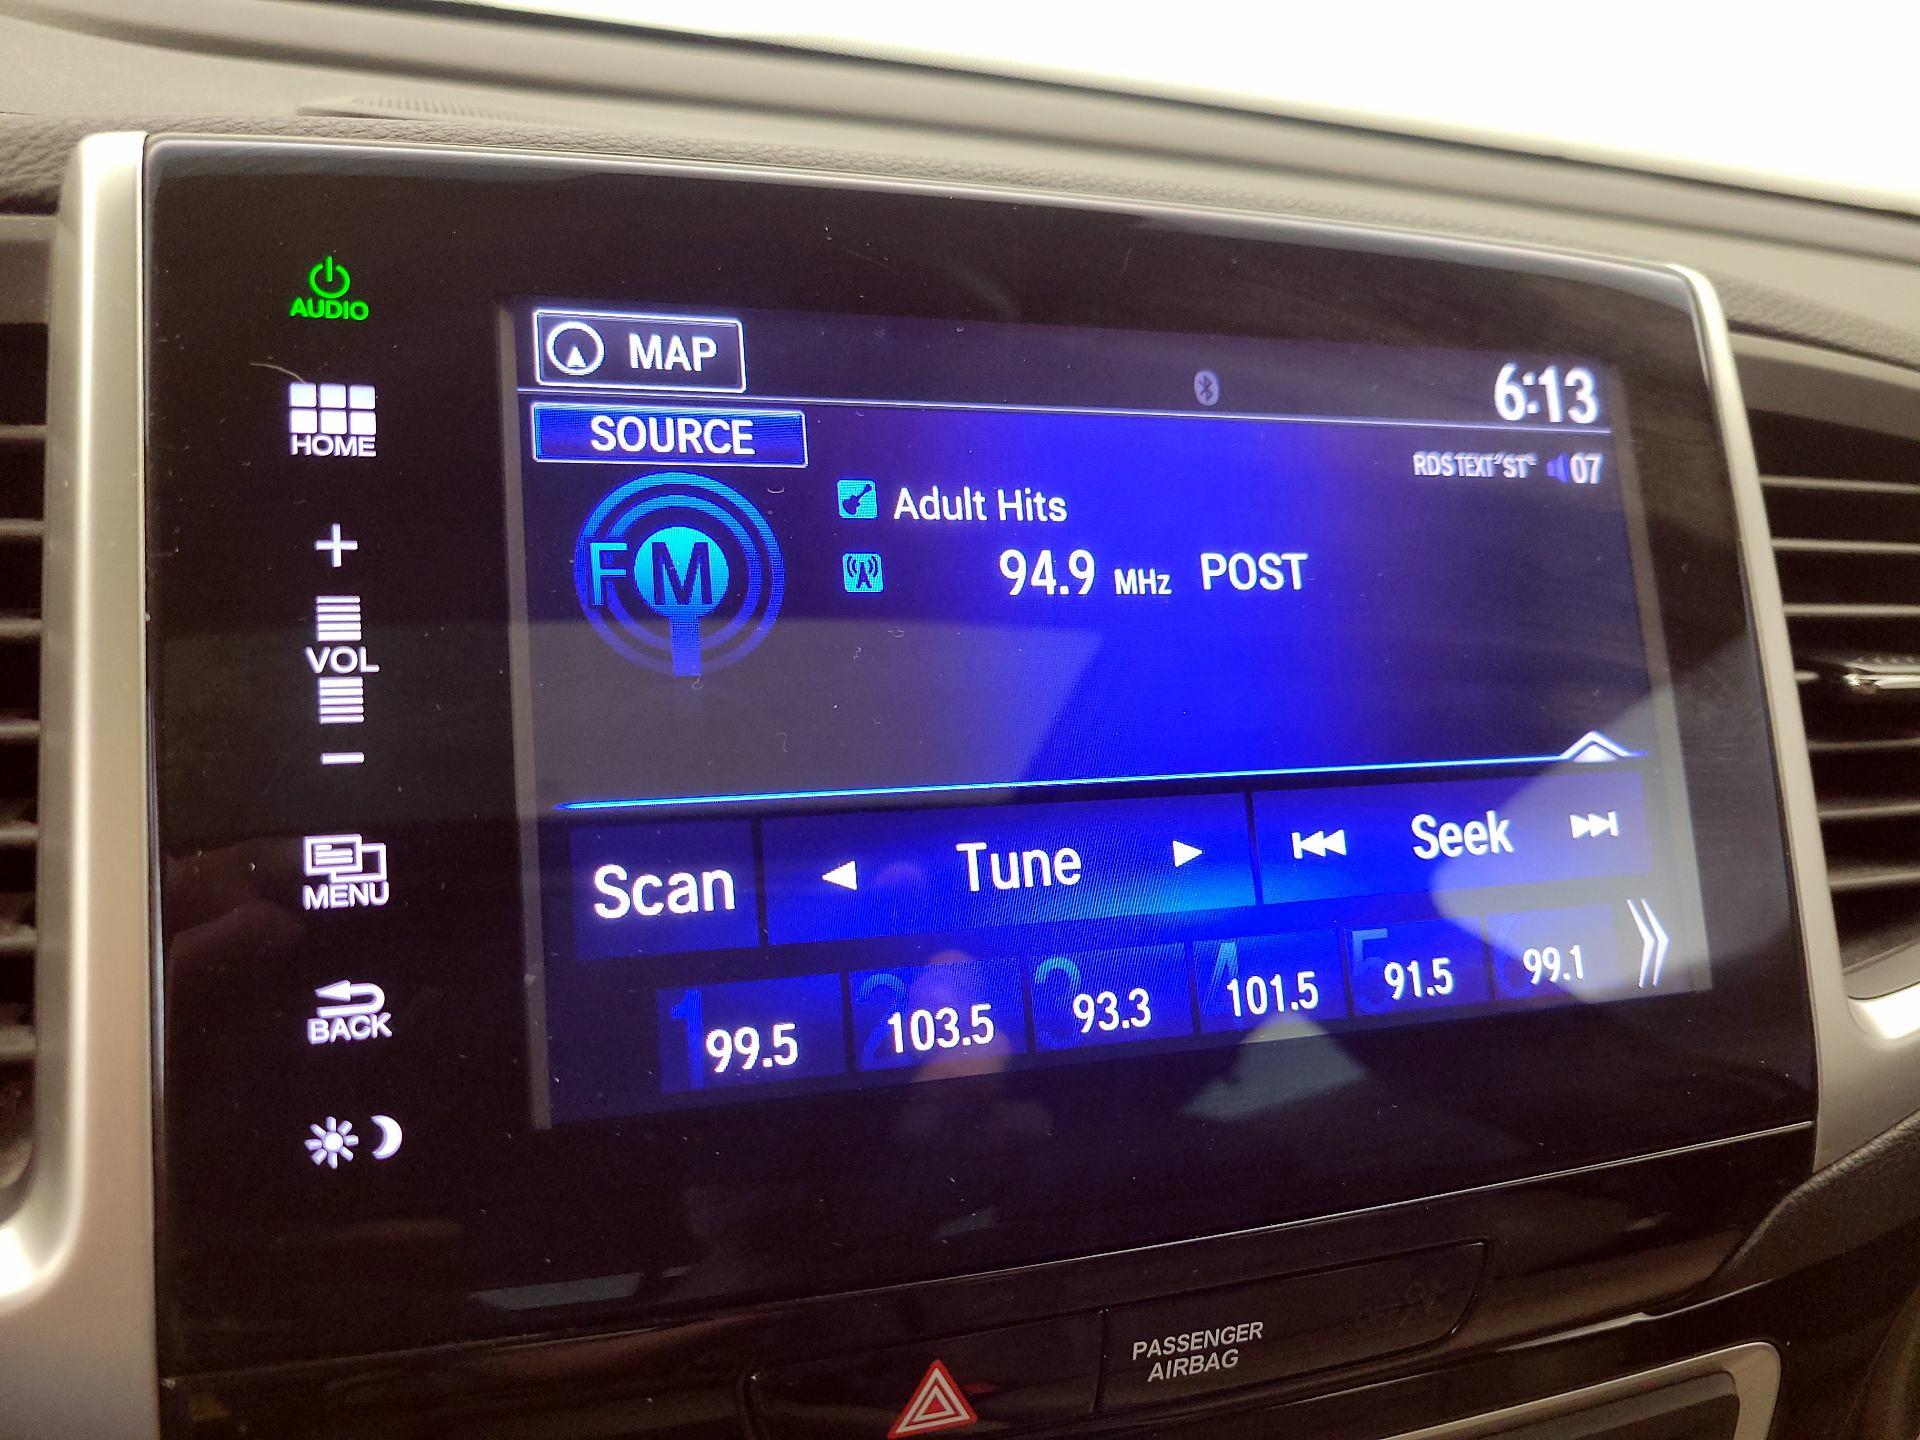 AUDIO
HOME
+
VOL
−
MENU
BACK
MAP
6:13
SOURCE
RDS TEXT ST 07
FM
Adult Hits
94.9 MHz POST
Scan
Tune
Seek
1 99.5
2 103.5
3 93.3
4 101.5
5 91.5
6 99.1
PASSENGER
AIRBAG